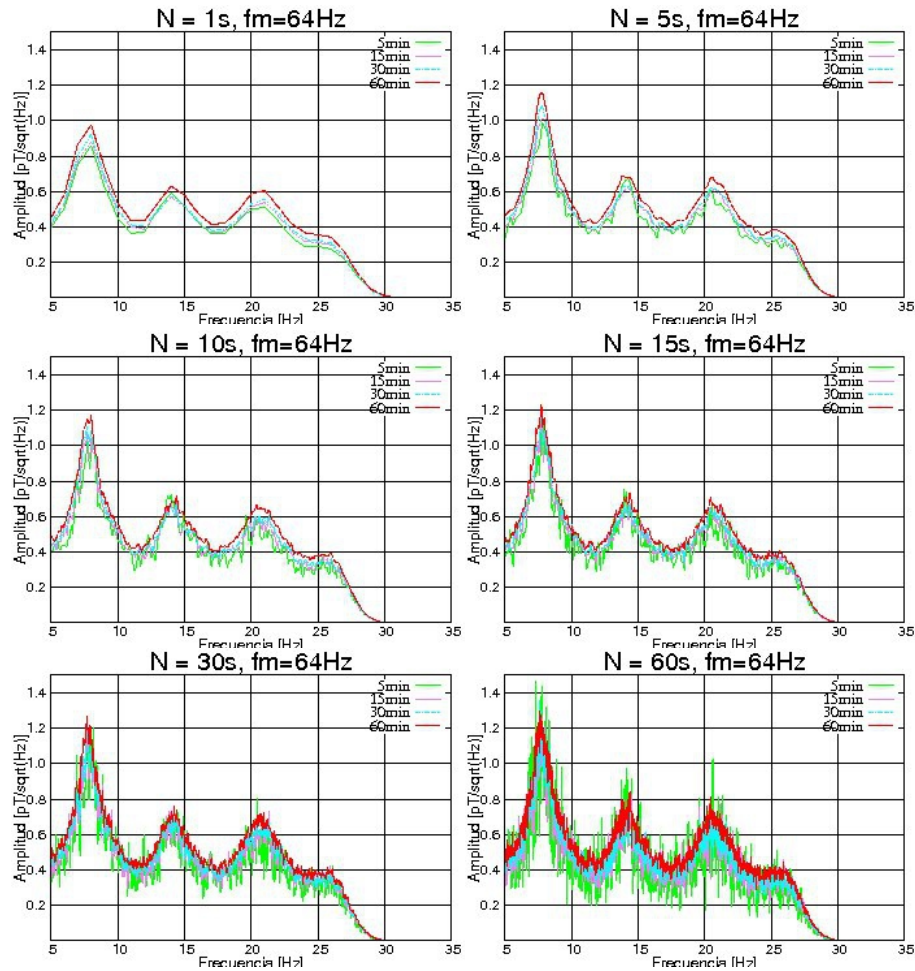 N = 1s, fm=64Hz
Amplitud [pT/sqrt(Hz)]
1.4
1.2
1.0
0.8
0.6
0.4
0.2
5min
15min
30min
60min
5 10 15 20 25 30 35
Frecuencia [Hz]
N = 5s, fm=64Hz
Amplitud [pT/sqrt(Hz)]
1.4
1.2
1.0
0.8
0.6
0.4
0.2
5min
15min
30min
60min
5 10 15 20 25 30 35
Frecuencia [Hz]
N = 10s, fm=64Hz
Amplitud [pT/sqrt(Hz)]
1.4
1.2
1.0
0.8
0.6
0.4
0.2
5min
15min
30min
60min
5 10 15 20 25 30 35
Frecuencia [Hz]
N = 15s, fm=64Hz
Amplitud [pT/sqrt(Hz)]
1.4
1.2
1.0
0.8
0.6
0.4
0.2
5min
15min
30min
60min
5 10 15 20 25 30 35
Frecuencia [Hz]
N = 30s, fm=64Hz
Amplitud [pT/sqrt(Hz)]
1.4
1.2
1.0
0.8
0.6
0.4
0.2
5min
15min
30min
60min
5 10 15 20 25 30 35
Frecuencia [Hz]
N = 60s, fm=64Hz
Amplitud [pT/sqrt(Hz)]
1.4
1.2
1.0
0.8
0.6
0.4
0.2
5min
15min
30min
60min
5 10 15 20 25 30 35
Frecuencia [Hz]